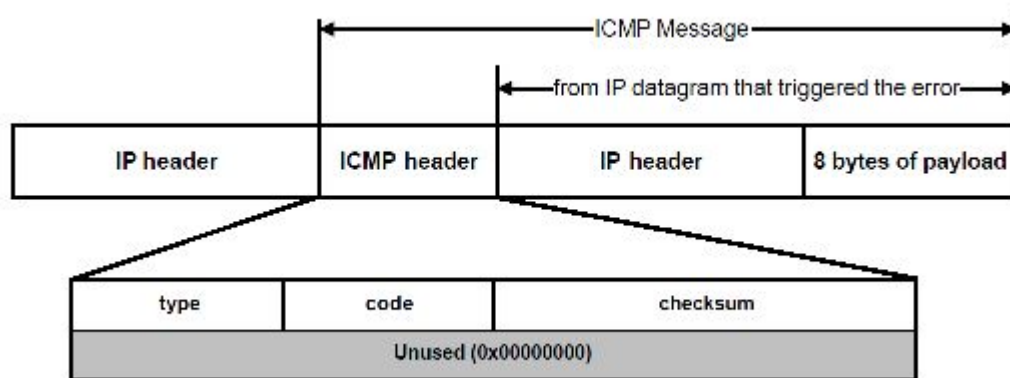 ICMP Message
from IP datagram that triggered the error
IP header
ICMP header
IP header
8 bytes of payload
type
code
checksum
Unused (0x00000000)